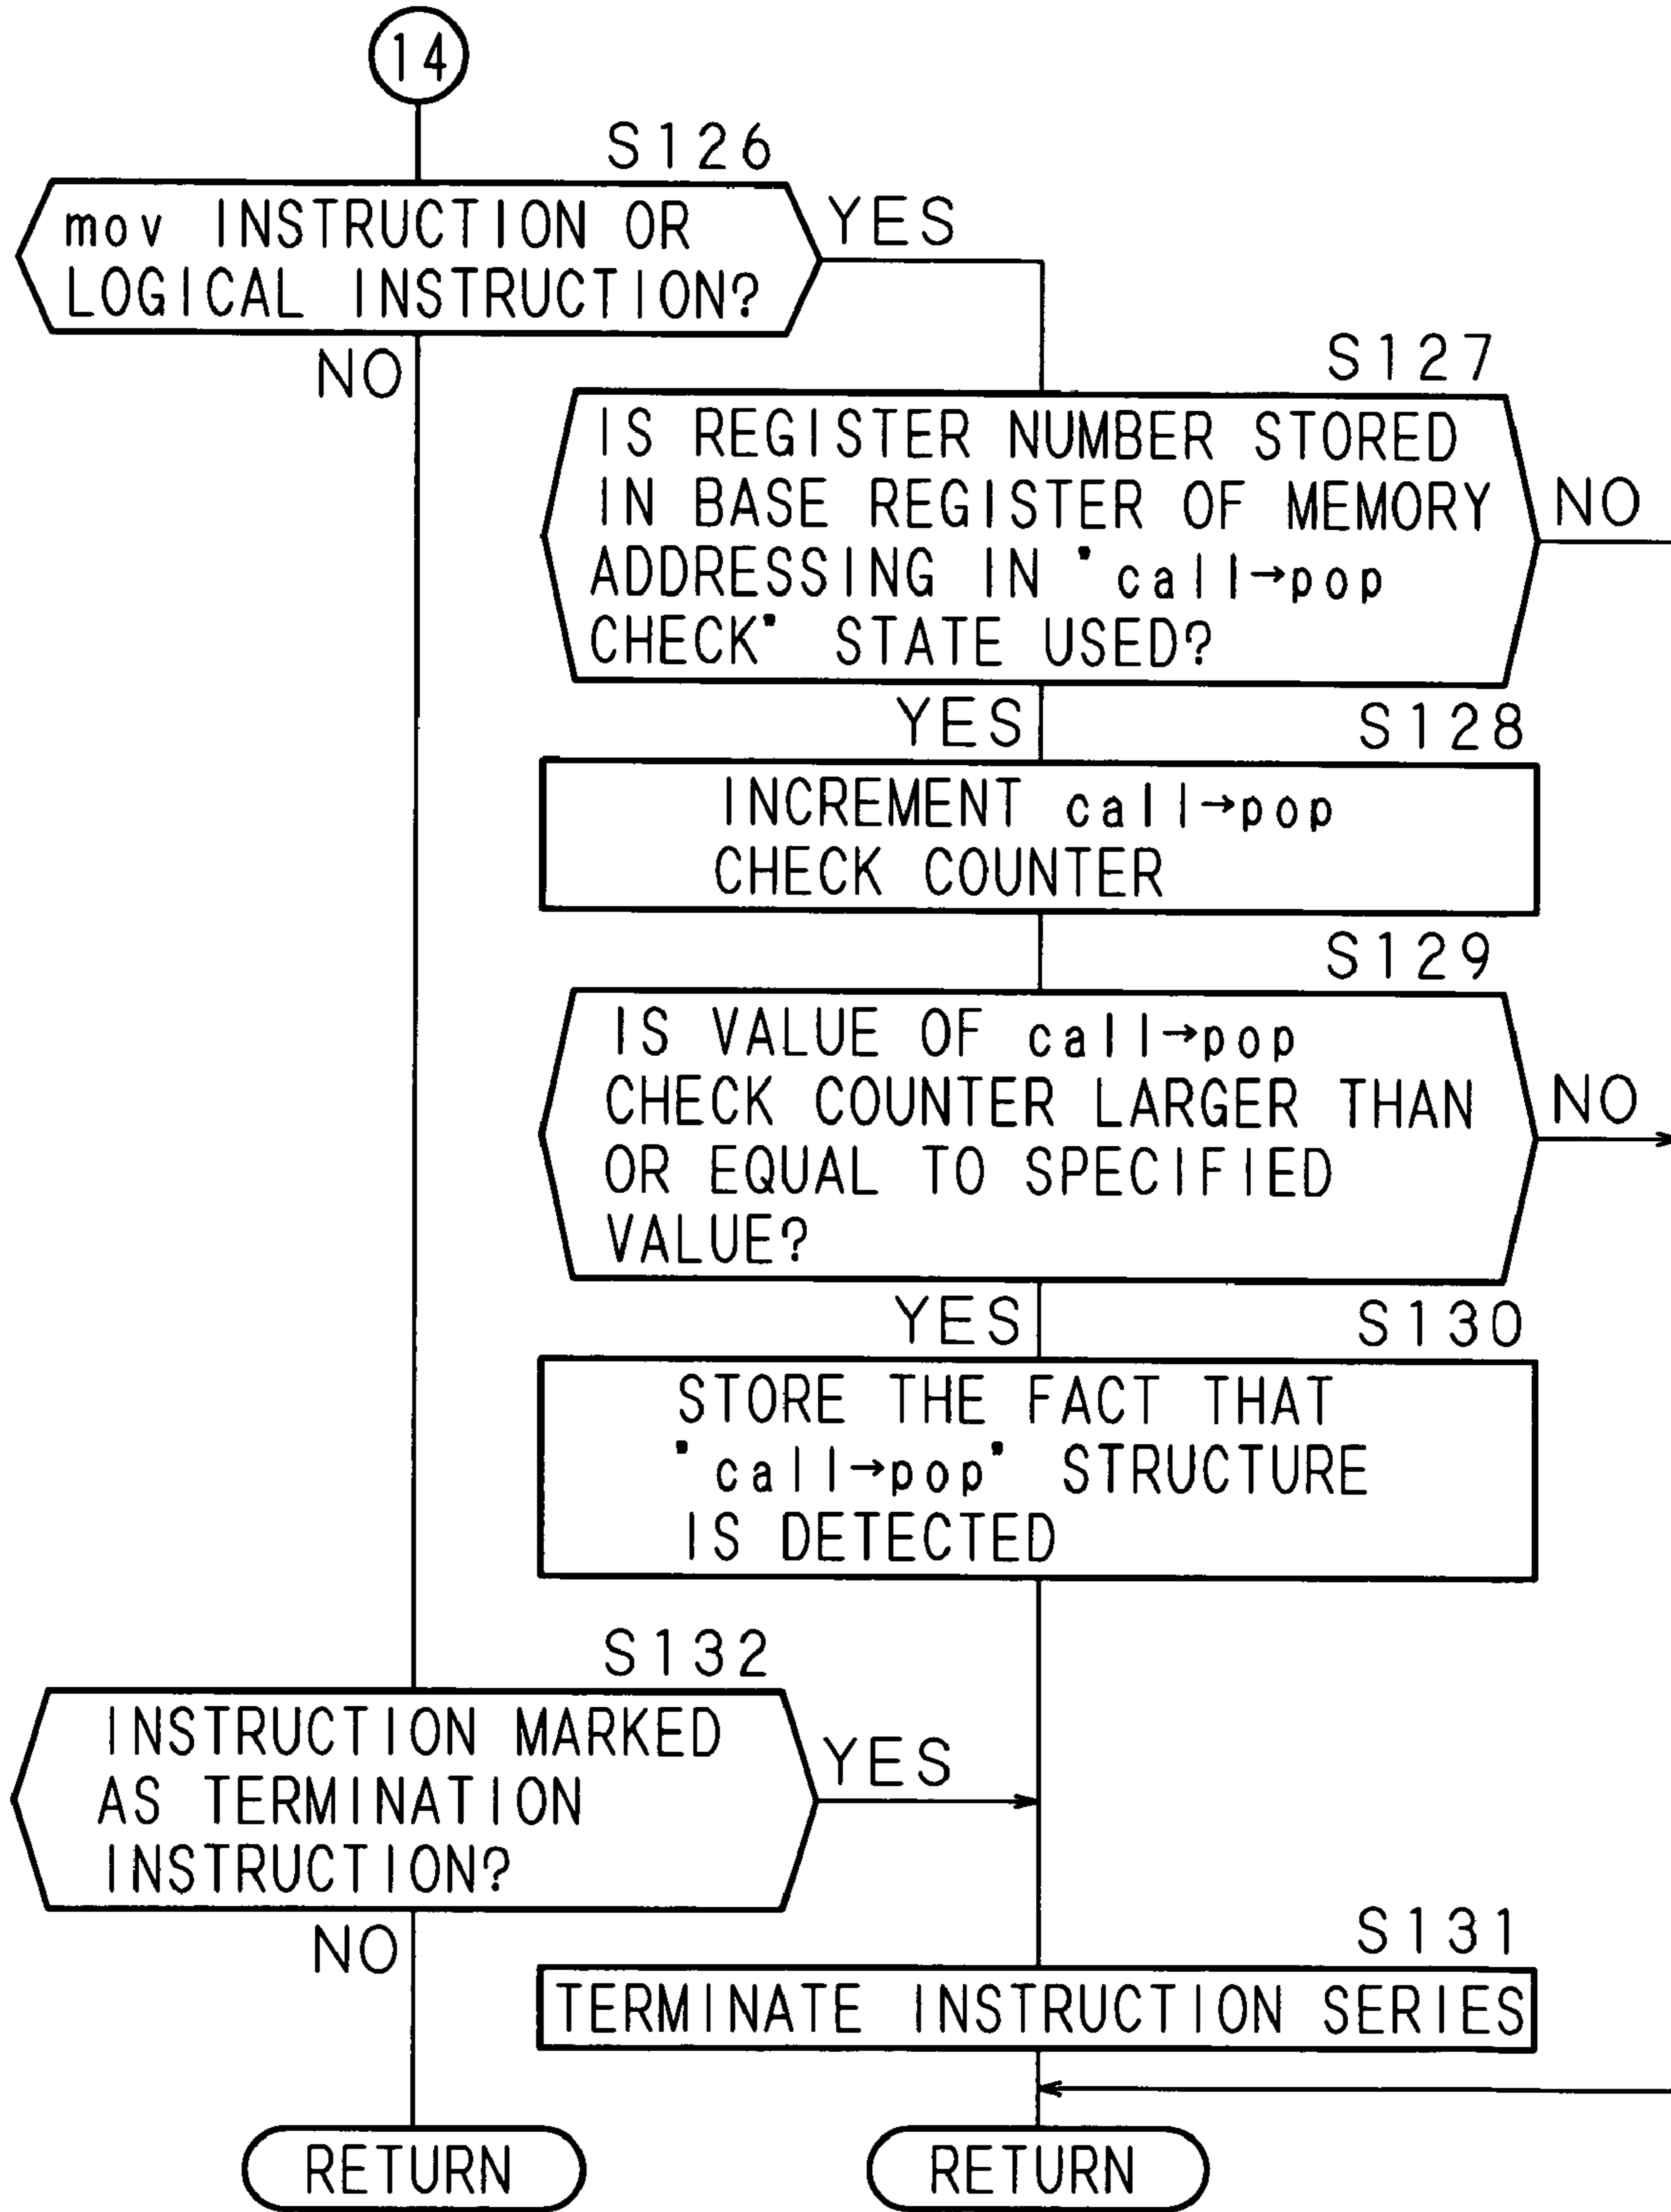 14
S126
mov INSTRUCTION OR
LOGICAL INSTRUCTION?
YES
NO
S127
IS REGISTER NUMBER STORED
IN BASE REGISTER OF MEMORY
ADDRESSING IN "call→pop
CHECK" STATE USED?
NO
YES
S128
INCREMENT call→pop
CHECK COUNTER
S129
IS VALUE OF call→pop
CHECK COUNTER LARGER THAN
OR EQUAL TO SPECIFIED
VALUE?
NO
YES
S130
STORE THE FACT THAT
"call→pop" STRUCTURE
IS DETECTED
S132
INSTRUCTION MARKED
AS TERMINATION
INSTRUCTION?
YES
NO
S131
TERMINATE INSTRUCTION SERIES
RETURN
RETURN